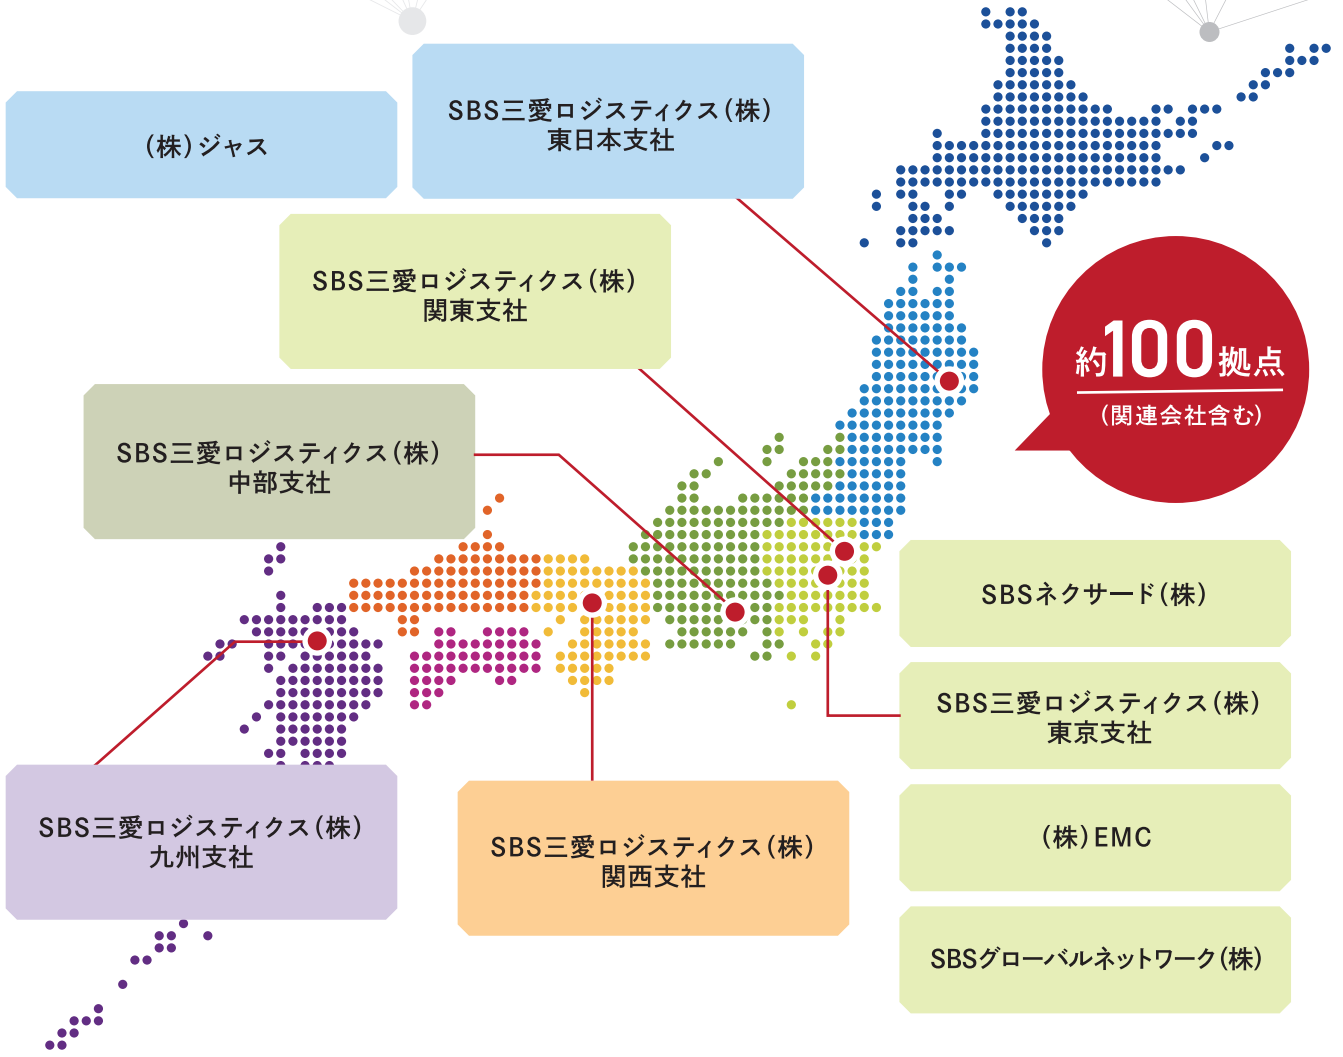 SBS三愛ロジスティクス(株)
東日本支社
(株)ジャス
SBS三愛ロジスティクス(株)
関東支社
約100拠点
(関連会社含む)
SBS三愛ロジスティクス(株)
中部支社
SBSネクサード(株)
SBS三愛ロジスティクス(株)
東京支社
SBS三愛ロジスティクス(株)
九州支社
SBS三愛ロジスティクス(株)
関西支社
(株)EMC
SBSグローバルネットワーク(株)